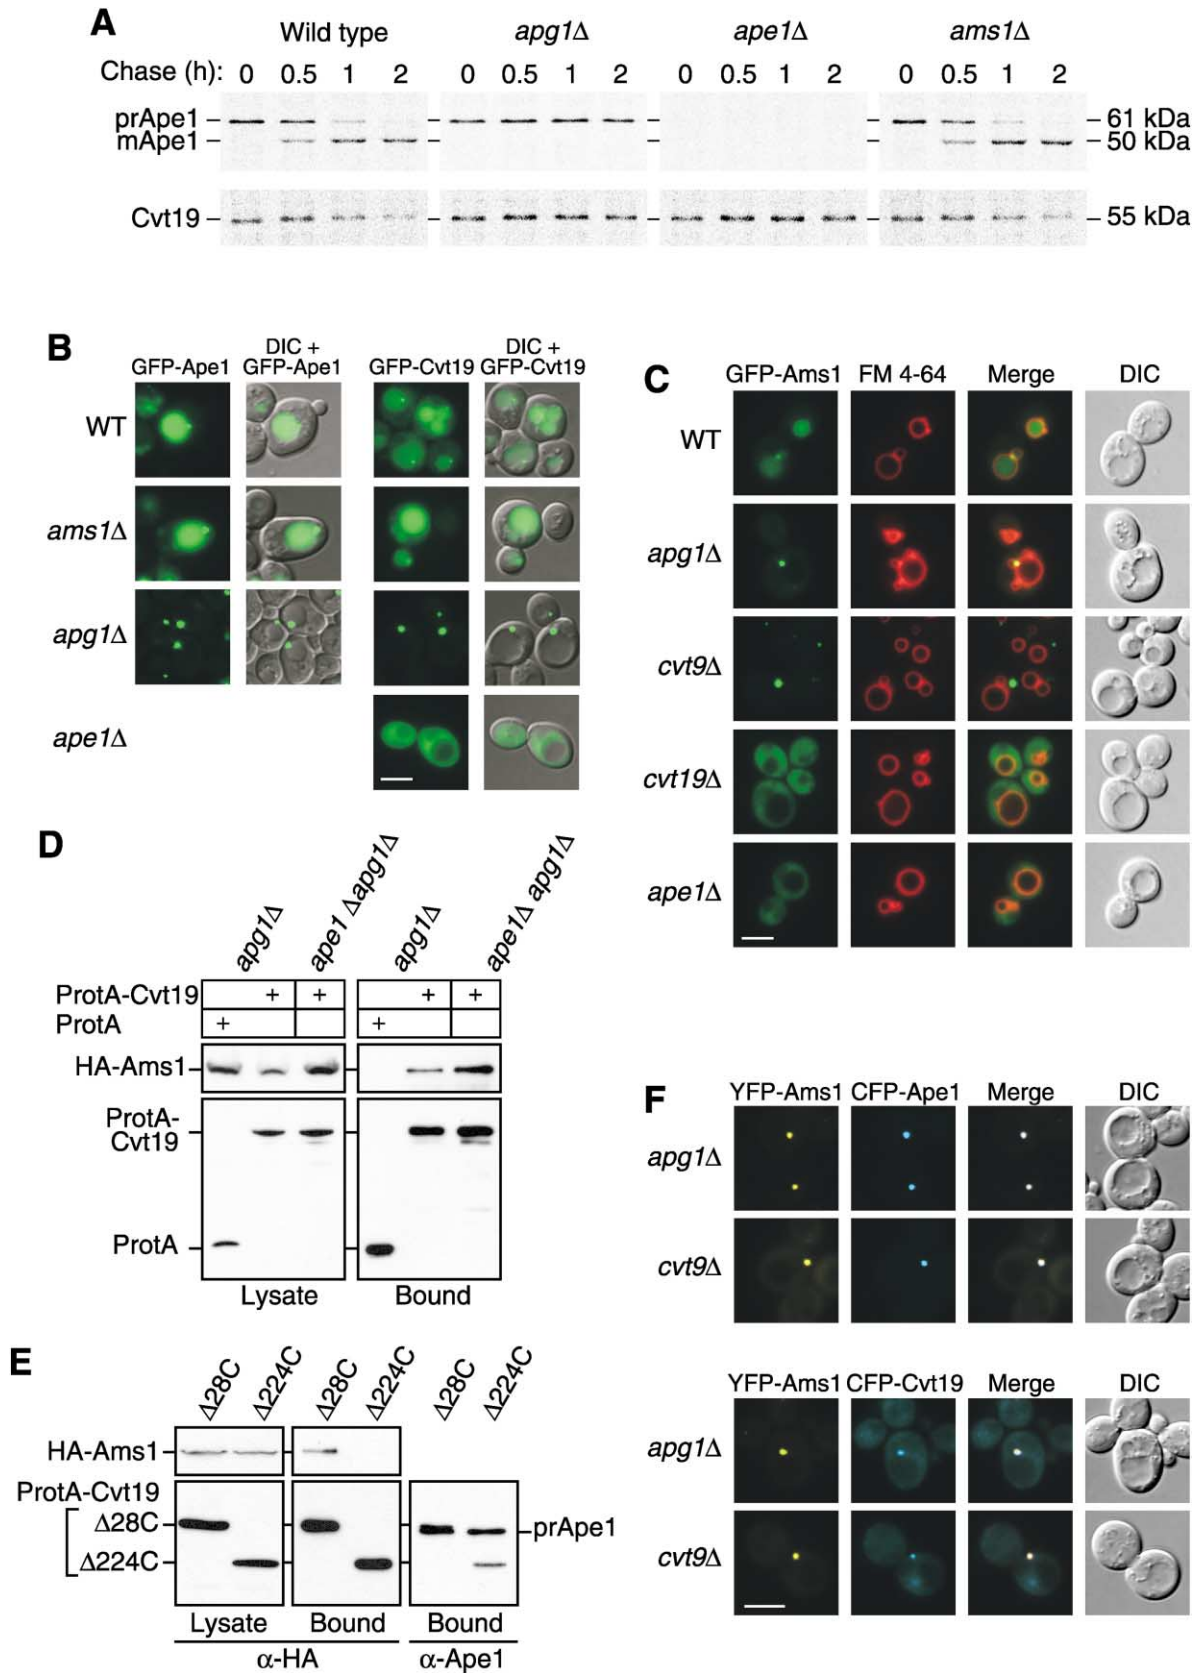 A
Wild type apg1Δ ape1Δ ams1Δ
Chase (h): 0 0.5 1 2 0 0.5 1 2 0 0.5 1 2 0 0.5 1 2
prApe1 61 kDa
mApe1 50 kDa
Cvt19 55 kDa
B
GFP-Ape1 DIC + GFP-Ape1 GFP-Cvt19 DIC + GFP-Cvt19
WT
ams1Δ
apg1Δ
ape1Δ
C
GFP-Ams1 FM 4-64 Merge DIC
WT
apg1Δ
cvt9Δ
cvt19Δ
ape1Δ
D
apg1Δ ape1 Δapg1Δ apg1Δ ape1Δ apg1Δ
ProtA-Cvt19 + + + +
ProtA + +
HA-Ams1
ProtA-
Cvt19
ProtA
Lysate Bound
E
Δ28C Δ224C Δ28C Δ224C Δ28C Δ224C
HA-Ams1
ProtA-Cvt19
Δ28C prApe1
Δ224C
Lysate Bound Bound
α-HA α-Ape1
F
YFP-Ams1 CFP-Ape1 Merge DIC
apg1Δ
cvt9Δ
YFP-Ams1 CFP-Cvt19 Merge DIC
apg1Δ
cvt9Δ